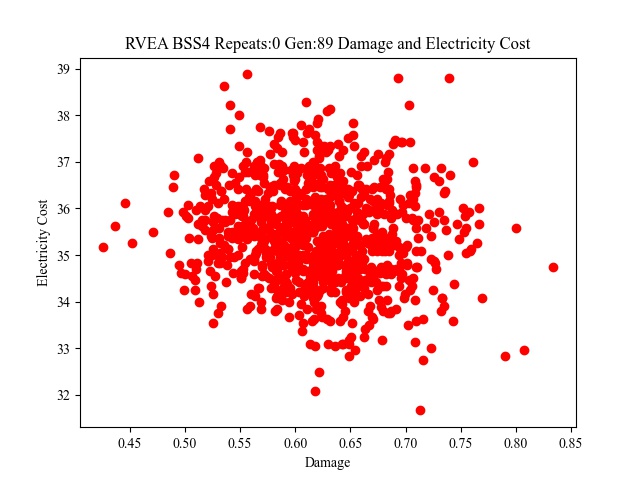 RVEA BSS4 Repeats:0 Gen:89 Damage and Electricity Cost
39
38
37
36
35
34
33
32
Electricity Cost
0.45 0.50 0.55 0.60 0.65 0.70 0.75 0.80 0.85
Damage